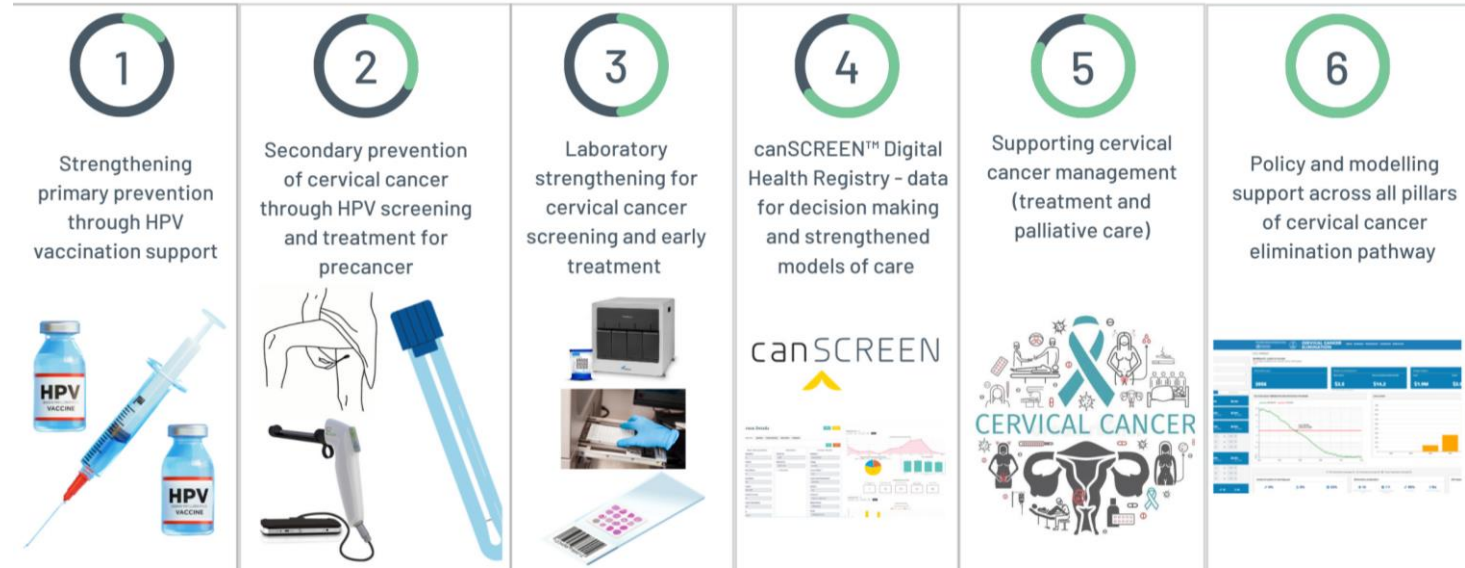 1
Strengthening
primary prevention
through HPV
vaccination support
HPV
VACCINE
HPV
VACCINE
2
Secondary prevention
of cervical cancer
through HPV screening
and treatment for
precancer
3
Laboratory
strengthening for
cervical cancer
screening and early
treatment
4
canSCREEN™ Digital
Health Registry - data
for decision making
and strengthened
models of care
canSCREEN
5
Supporting cervical
cancer management
(treatment and
palliative care)
CERVICAL CANCER
6
Policy and modelling
support across all pillars
of cervical cancer
elimination pathway
CERVICAL CANCER
ELIMINATION